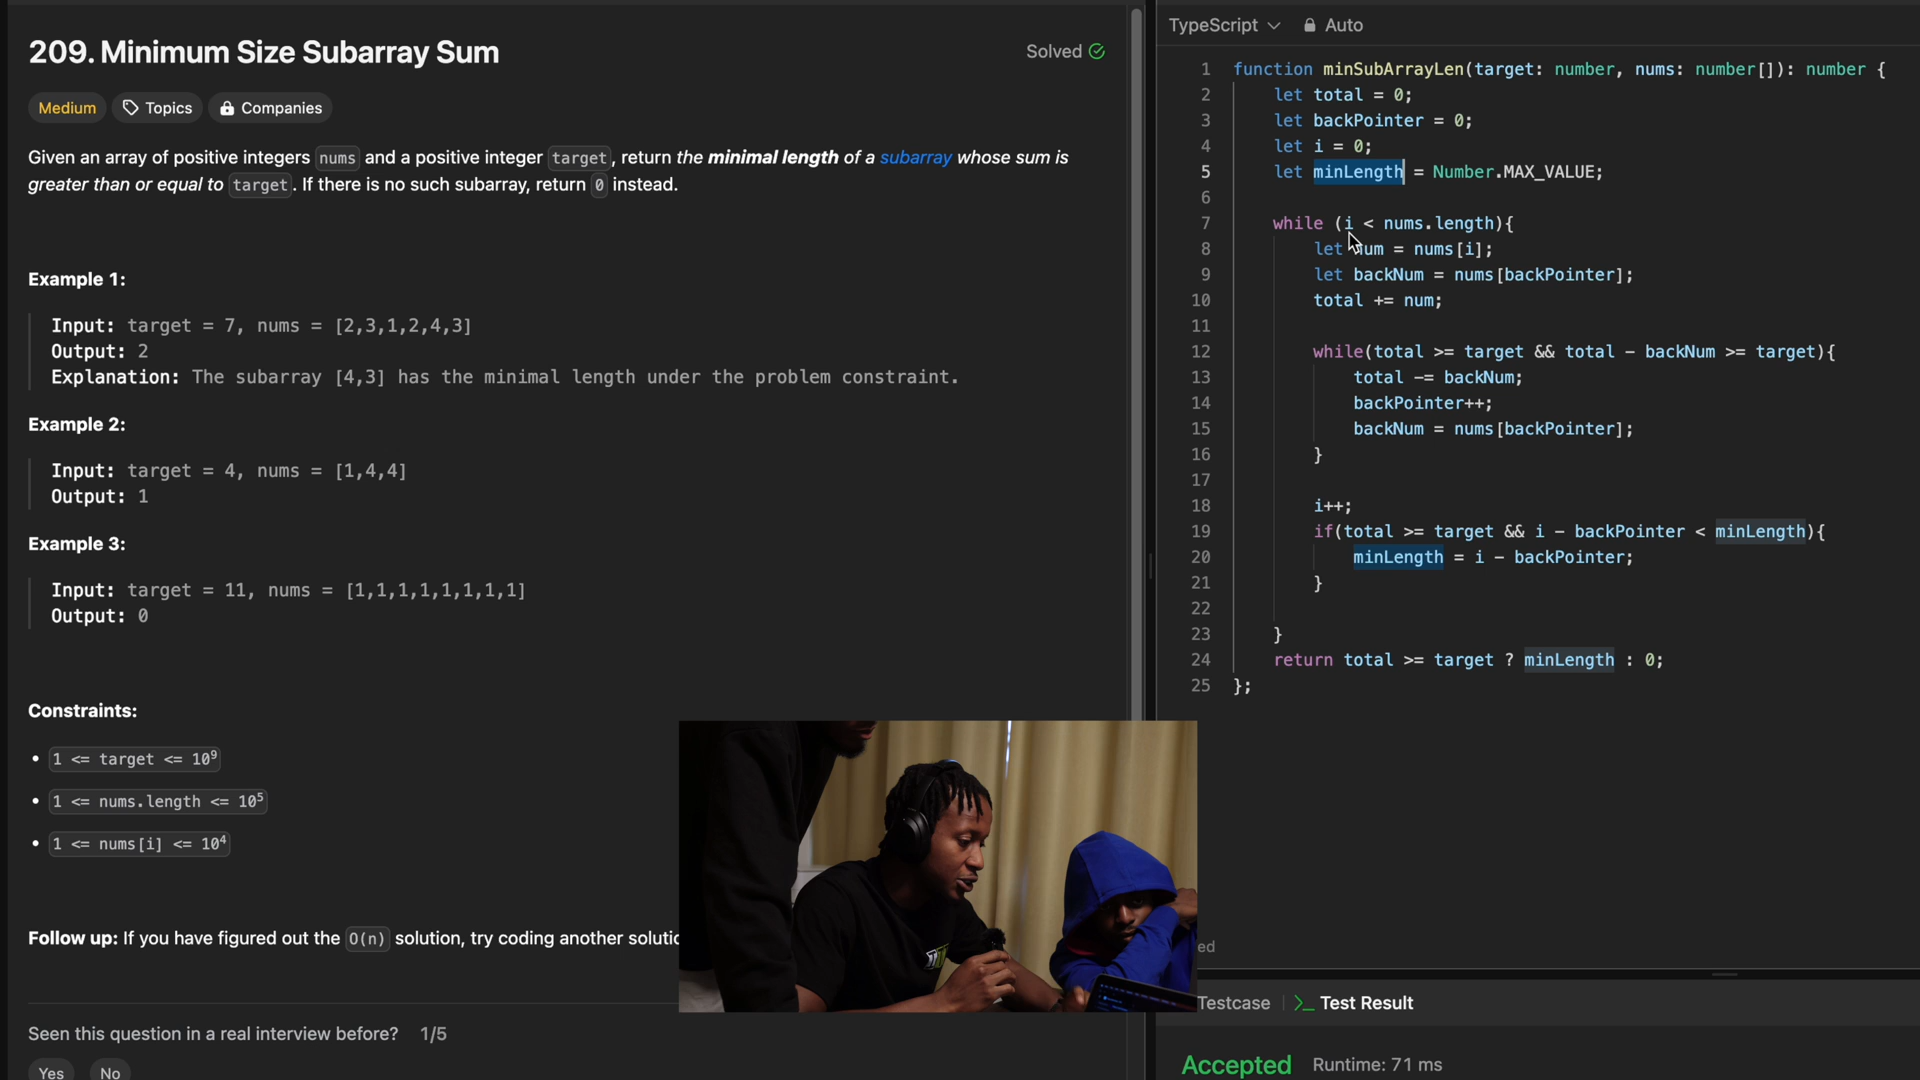 209. Minimum Size Subarray Sum
Solved
Medium
Topics
Companies
Given an array of positive integers nums and a positive integer target, return the minimal length of a subarray whose sum is
greater than or equal to target. If there is no such subarray, return 0 instead.
Example 1:
Input: target = 7, nums = [2,3,1,2,4,3]
Output: 2
Explanation: The subarray [4,3] has the minimal length under the problem constraint.
Example 2:
Input: target = 4, nums = [1,4,4]
Output: 1
Example 3:
Input: target = 11, nums = [1,1,1,1,1,1,1,1]
Output: 0
Constraints:
• 1 <= target <= 10⁹
• 1 <= nums.length <= 10⁵
• 1 <= nums[i] <= 10⁴
Follow up: If you have figured out the O(n) solution, try coding another
Seen this question in a real interview before? 1/5
Yes No
TypeScript Auto
1 function minSubArrayLen(target: number, nums: number[]): number {
2 let total = 0;
3 let backPointer = 0;
4 let i = 0;
5 let minLength = Number.MAX_VALUE;
6
7 while (i < nums.length){
8 let num = nums[i];
9 let backNum = nums[backPointer];
10 total += num;
11
12 while(total >= target && total - backNum >= target){
13 total -= backNum;
14 backPointer++;
15 backNum = nums[backPointer];
16 }
17
18 i++;
19 if(total >= target && i - backPointer < minLength){
20 minLength = i - backPointer;
21 }
22
23 }
24 return total >= target ? minLength : 0;
25 };
Testcase
Test Result
Accepted Runtime: 71 ms